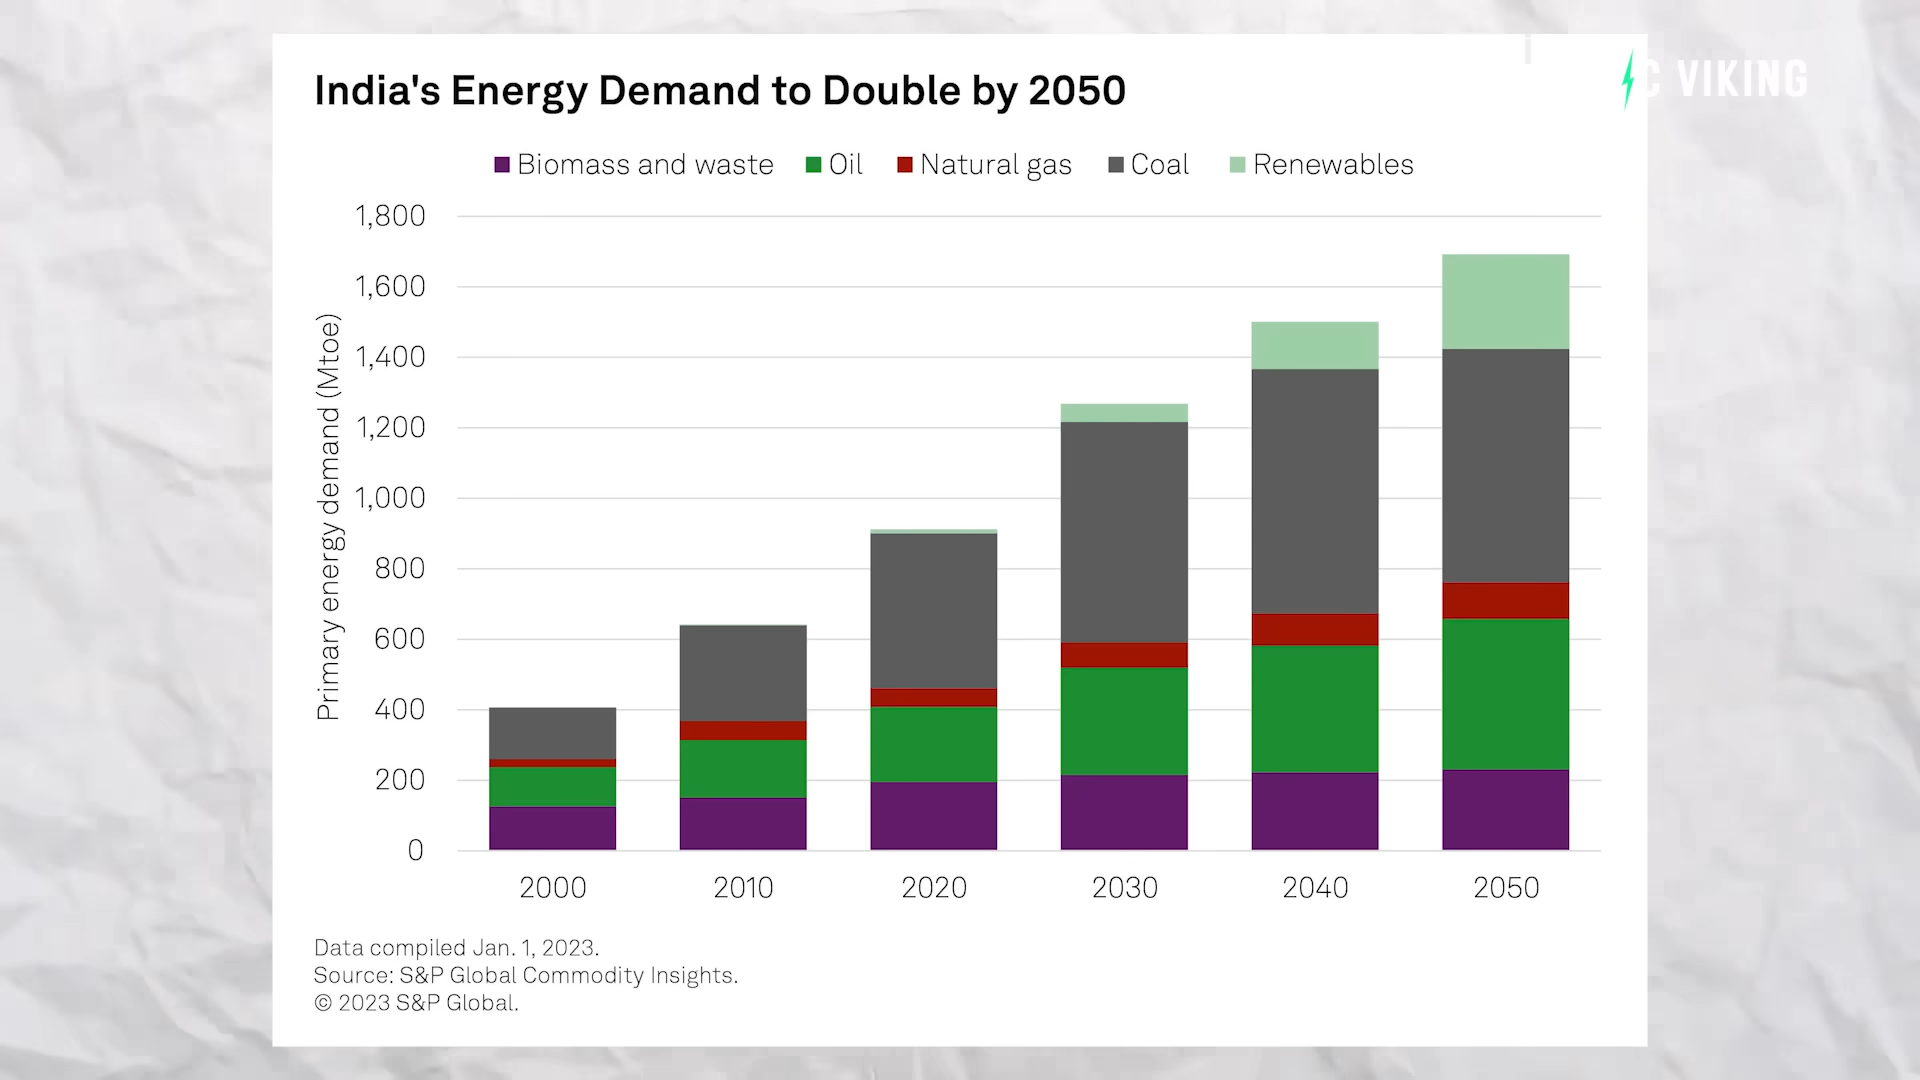 India's Energy Demand to Double by 2050
C VIKING
Biomass and waste Oil Natural gas Coal Renewables
Primary energy demand (Mtoe)
1,800
1,600
1,400
1,200
1,000
800
600
400
200
0
2000 2010 2020 2030 2040 2050
Data compiled Jan. 1, 2023.
Source: S&P Global Commodity Insights.
© 2023 S&P Global.